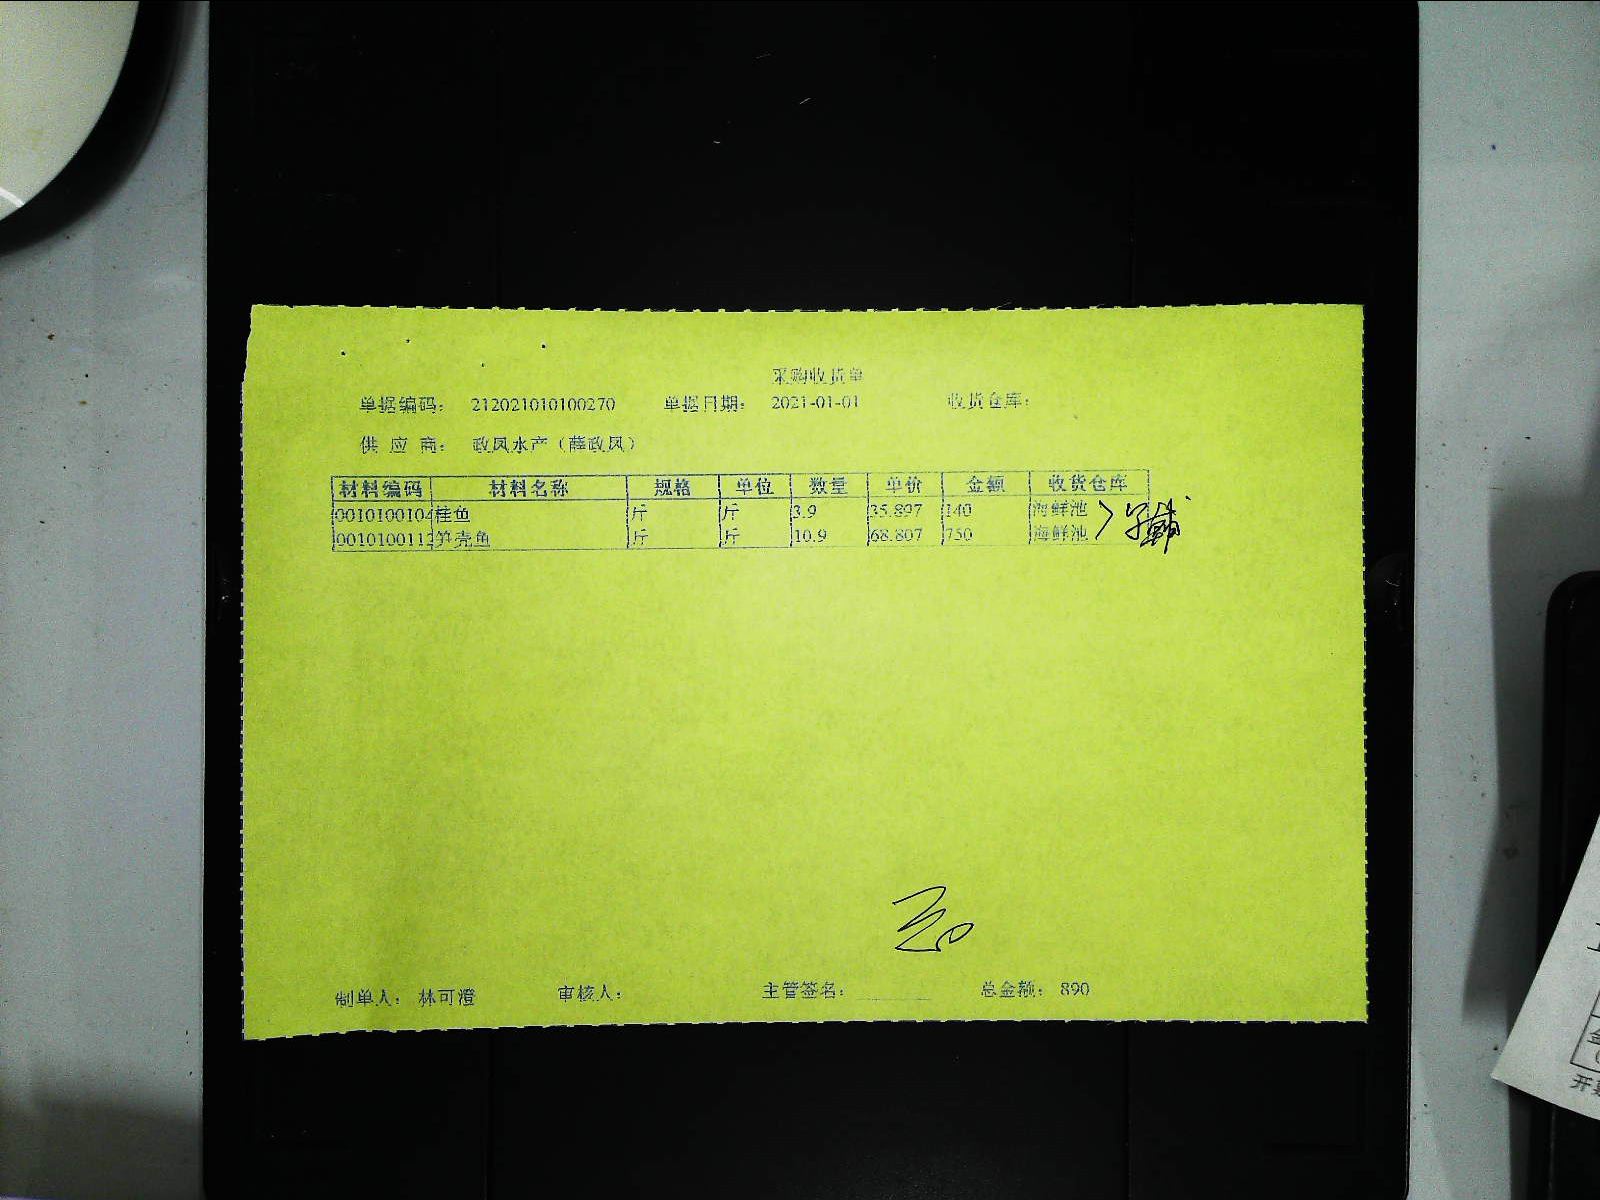 采购收货单
单据编码： 212021010100270 单据日期： 2021-01-01 收货仓库：
供 应 商： 政凤水产（薛政凤）
材料编码 材料名称 规格 单位 数量 单价 金额 收货仓库
0010100104 桂鱼 斤 斤 3.9 35.897 140 海鲜池
0010100112 笋壳鱼 斤 斤 10.9 68.807 750 海鲜池
制单人： 林可澄 审核人： 主管签名： 总金额： 890